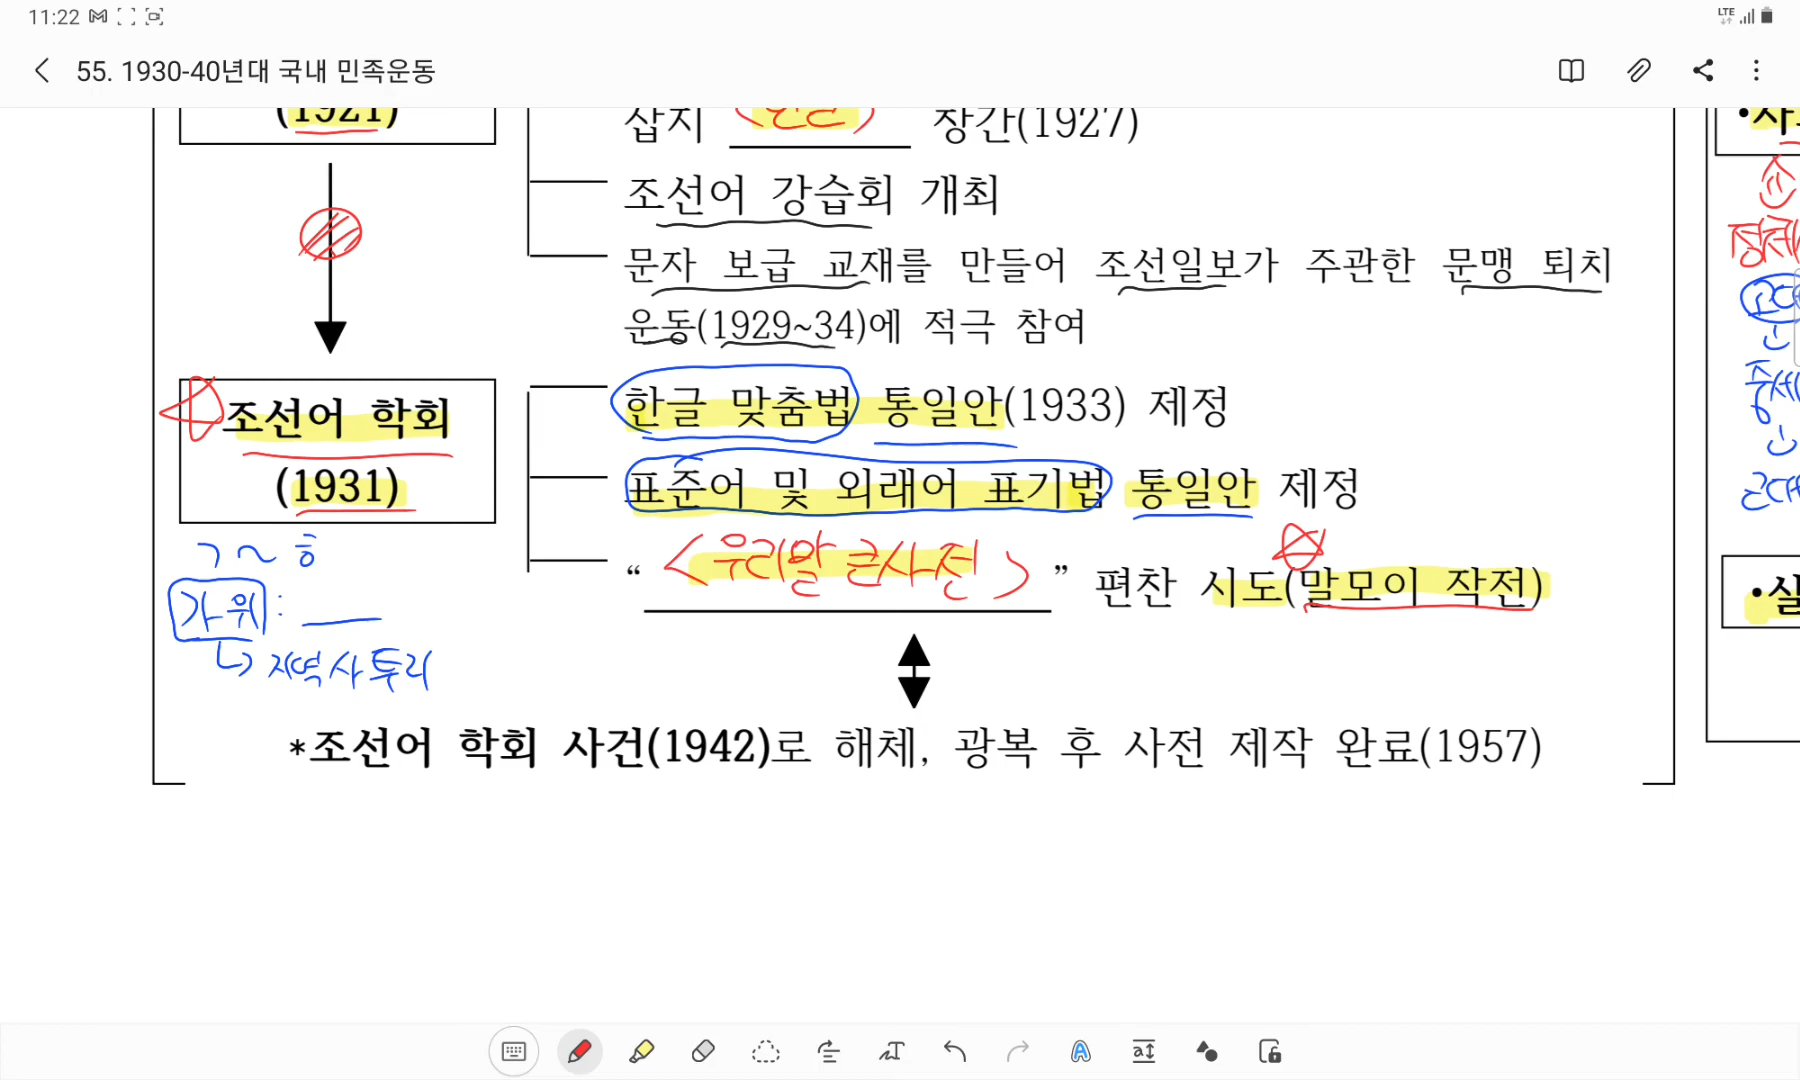 11:22
LTE
55. 1930-40년대 국내 민족운동
(1921)
잡지 <한글> 창간(1927)
조선어 강습회 개최
문자 보급 교재를 만들어 조선일보가 주관한 문맹 퇴치
운동(1929~34)에 적극 참여
조선어 학회
(1931)
한글 맞춤법 통일안(1933) 제정
표준어 및 외래어 표기법 통일안 제정
“ <우리말 큰사전> ” 편찬 시도(말모이 작전)
ㄱ ~ ㅎ
가위 :
↳ 지역 사투리
*조선어 학회 사건(1942)로 해체, 광복 후 사전 제작 완료(1957)